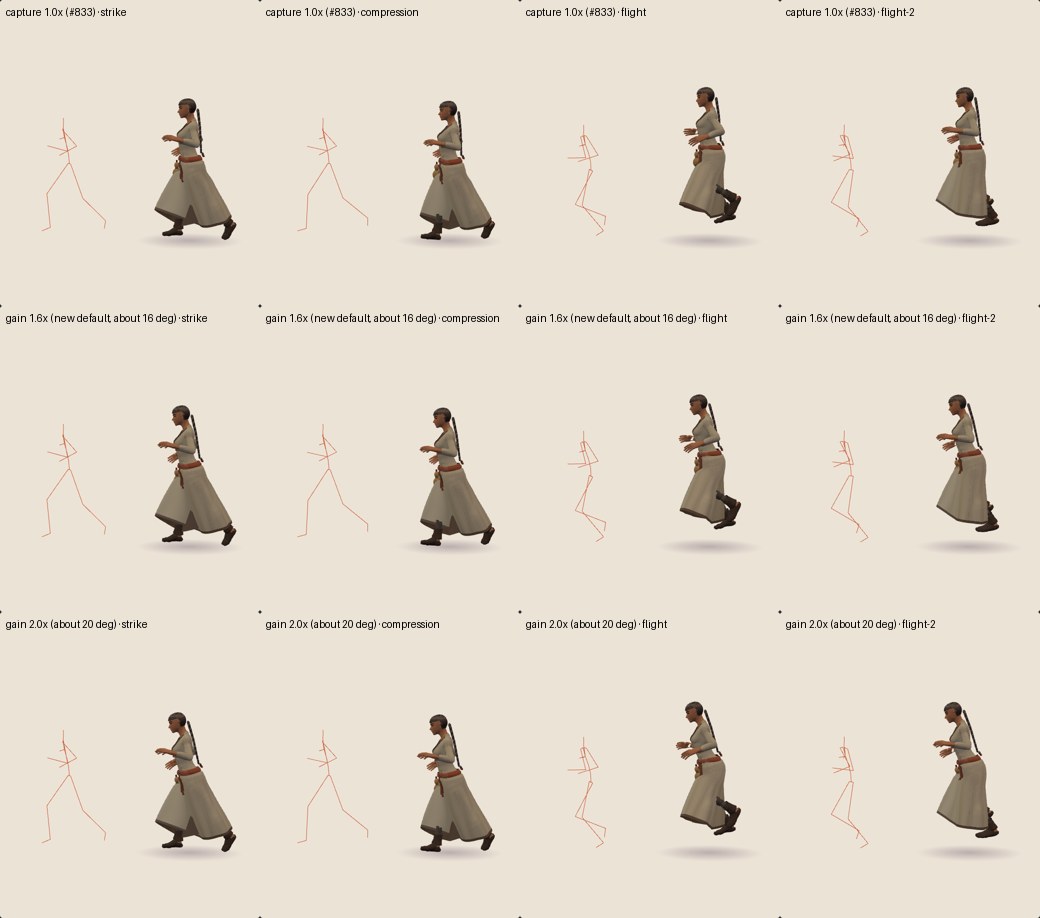 capture 1.0x (#833) · strike
capture 1.0x (#833) · compression
capture 1.0x (#833) · flight
capture 1.0x (#833) · flight-2
gain 1.6x (new default, about 16 deg) · strike
gain 1.6x (new default, about 16 deg) · compression
gain 1.6x (new default, about 16 deg) · flight
gain 1.6x (new default, about 16 deg) · flight-2
gain 2.0x (about 20 deg) · strike
gain 2.0x (about 20 deg) · compression
gain 2.0x (about 20 deg) · flight
gain 2.0x (about 20 deg) · flight-2